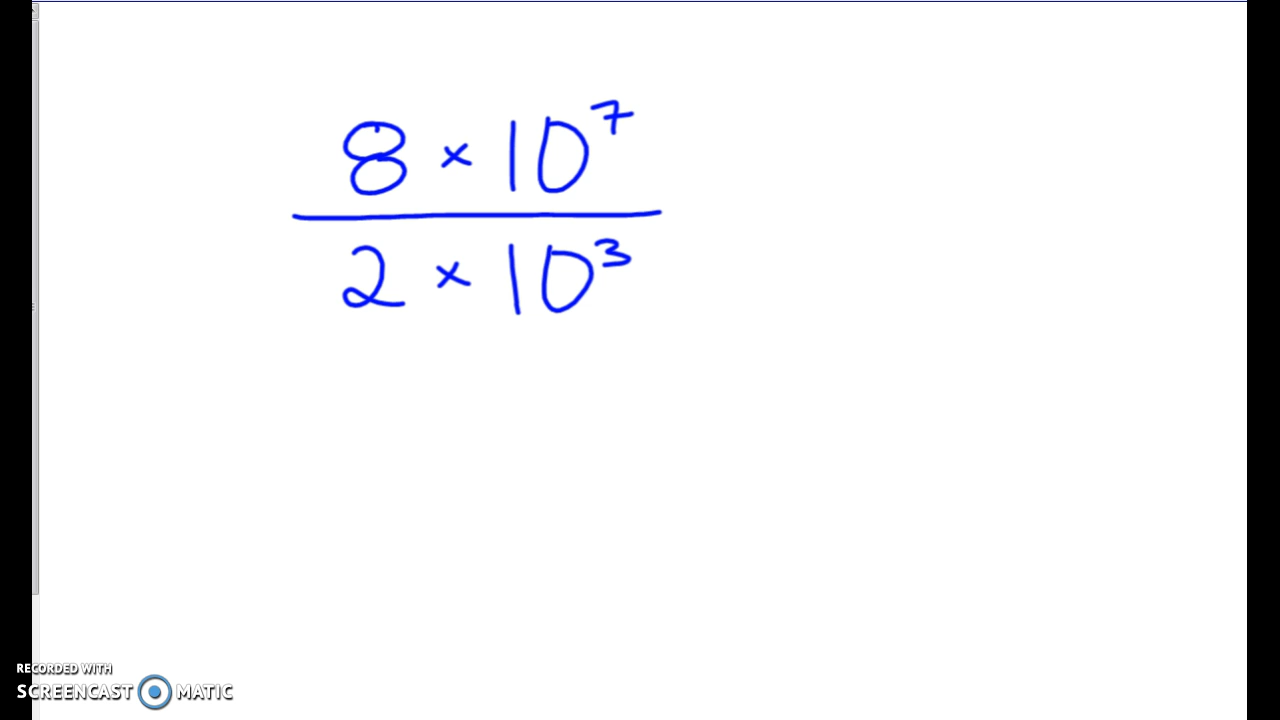 8 × 10⁷
2 × 10³
RECORDED WITH
SCREENCAST MATIC